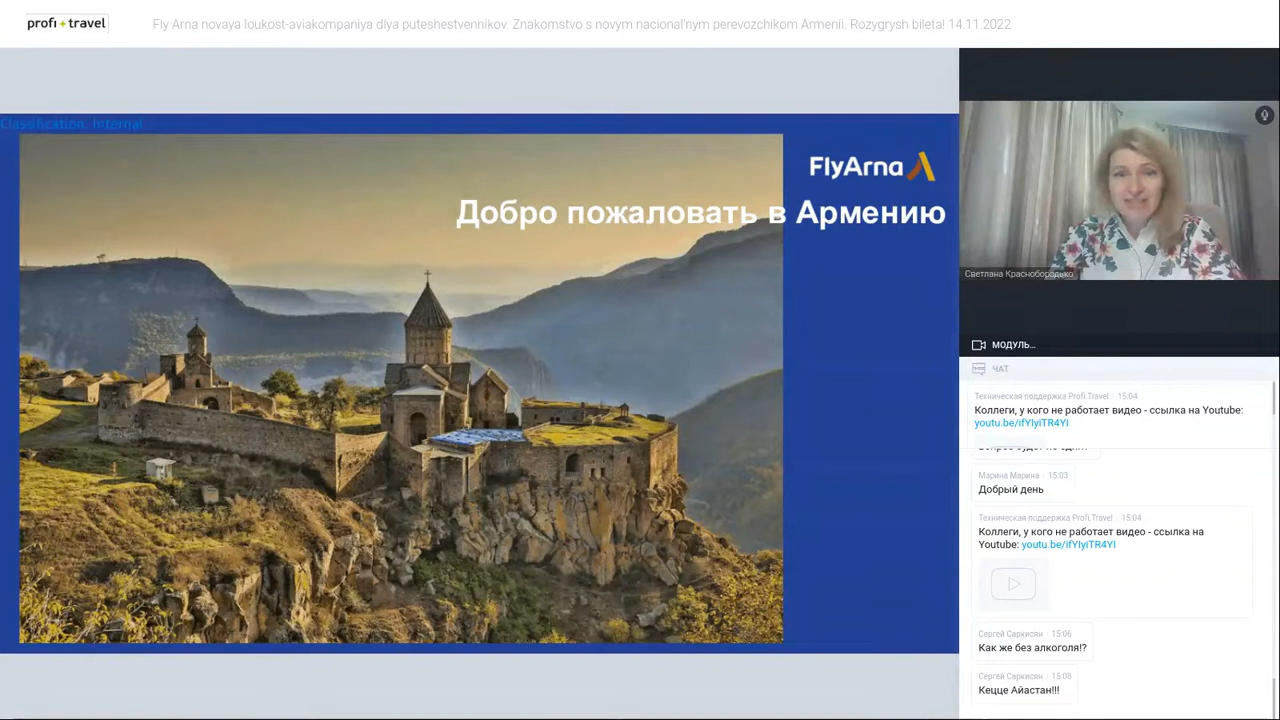 profi travel
Fly Arna novaya loukost-aviakompaniya dlya puteshestvennikov. Znakomstvo s novym nacional'nym perevozchikom Armenii. Rozygrysh bileta! 14.11.2022
Classification: Internal
FlyArna
Добро пожаловать в Армению
Светлана Краснобородько
МОДУЛЬ...
ЧАТ
Техническая поддержка Profi.Travel · 15:04
Коллеги, у кого не работает видео - ссылка на Youtube:
youtu.be/ifYIyiTR4YI
Марина Марина · 15:03
Добрый день
Техническая поддержка Profi.Travel · 15:04
Коллеги, у кого не работает видео - ссылка на
Youtube: youtu.be/ifYIyiTR4YI
Сергей Саркисян · 15:06
Как же без алкоголя!?
Сергей Саркисян · 15:08
Кецце Айастан!!!